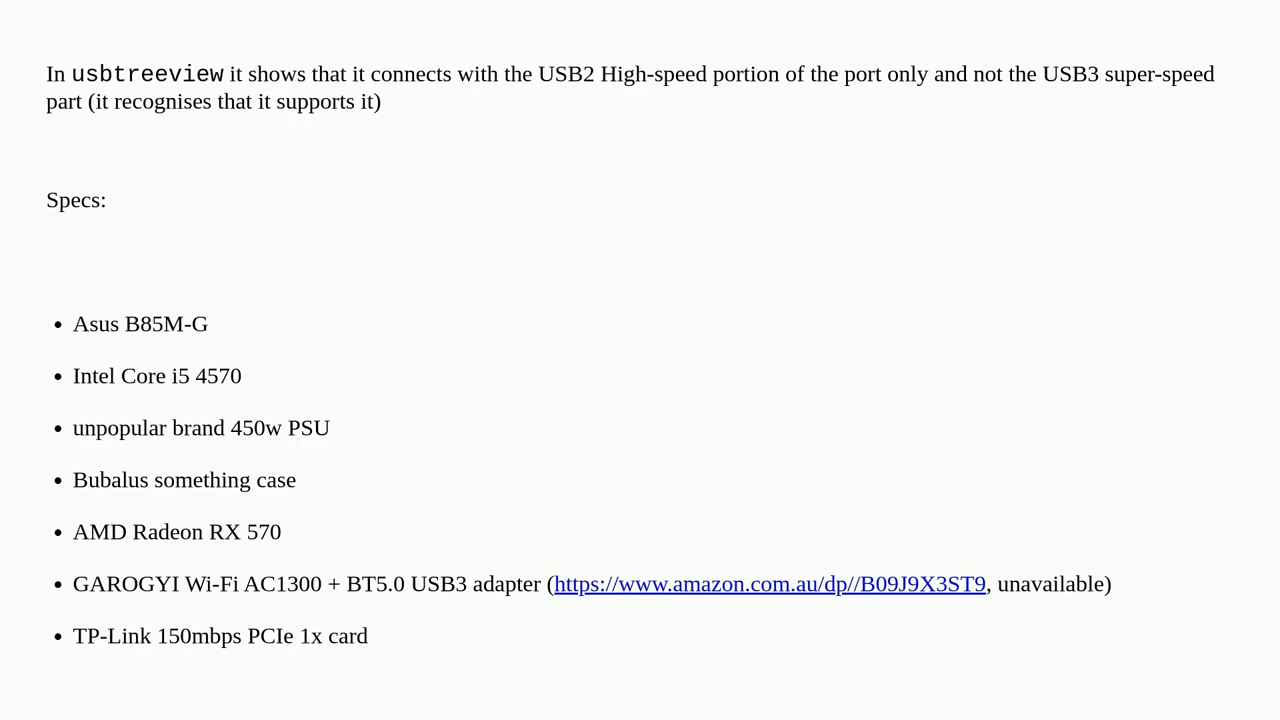 In usbtreeview it shows that it connects with the USB2 High-speed portion of the port only and not the USB3 super-speed
part (it recognises that it supports it)
Specs:
• Asus B85M-G
• Intel Core i5 4570
• unpopular brand 450w PSU
• Bubalus something case
• AMD Radeon RX 570
• GAROGYI Wi-Fi AC1300 + BT5.0 USB3 adapter (https://www.amazon.com.au/dp//B09J9X3ST9, unavailable)
• TP-Link 150mbps PCIe 1x card